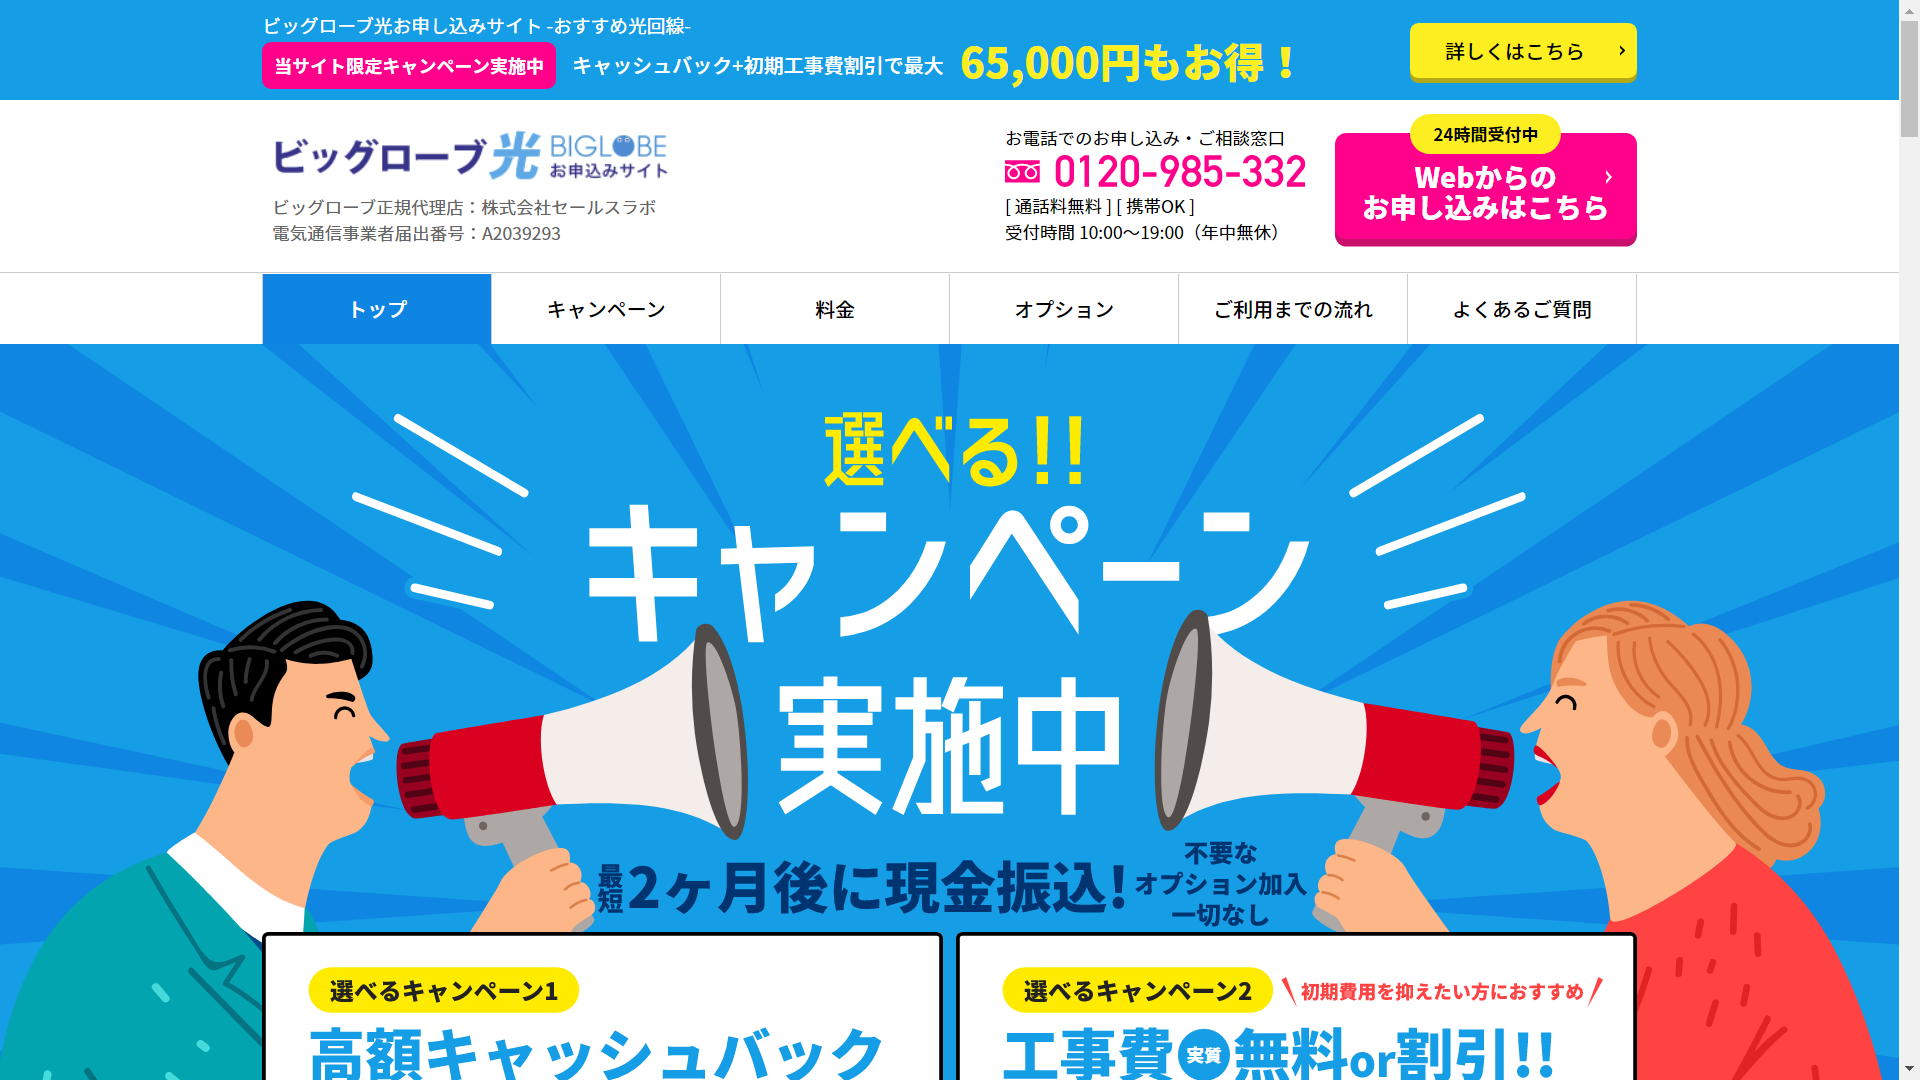 ビッグローブ光お申し込みサイト -おすすめ光回線-
当サイト限定キャンペーン実施中
キャッシュバック+初期工事費割引で最大 65,000円もお得！
詳しくはこちら
ビッグローブ光 BIGLOBE お申込みサイト
ビッグローブ正規代理店：株式会社セールスラボ
電気通信事業者届出番号：A2039293
お電話でのお申し込み・ご相談窓口
0120-985-332
[ 通話料無料 ] [ 携帯OK ]
受付時間 10:00〜19:00（年中無休）
24時間受付中
Webからの
お申し込みはこちら
トップ
キャンペーン
料金
オプション
ご利用までの流れ
よくあるご質問
選べる!!
キャンペーン
実施中
最短2ヶ月後に現金振込!
不要な
オプション加入
一切なし
選べるキャンペーン1
高額キャッシュバック
選べるキャンペーン2
初期費用を抑えたい方におすすめ
工事費実質無料or割引!!